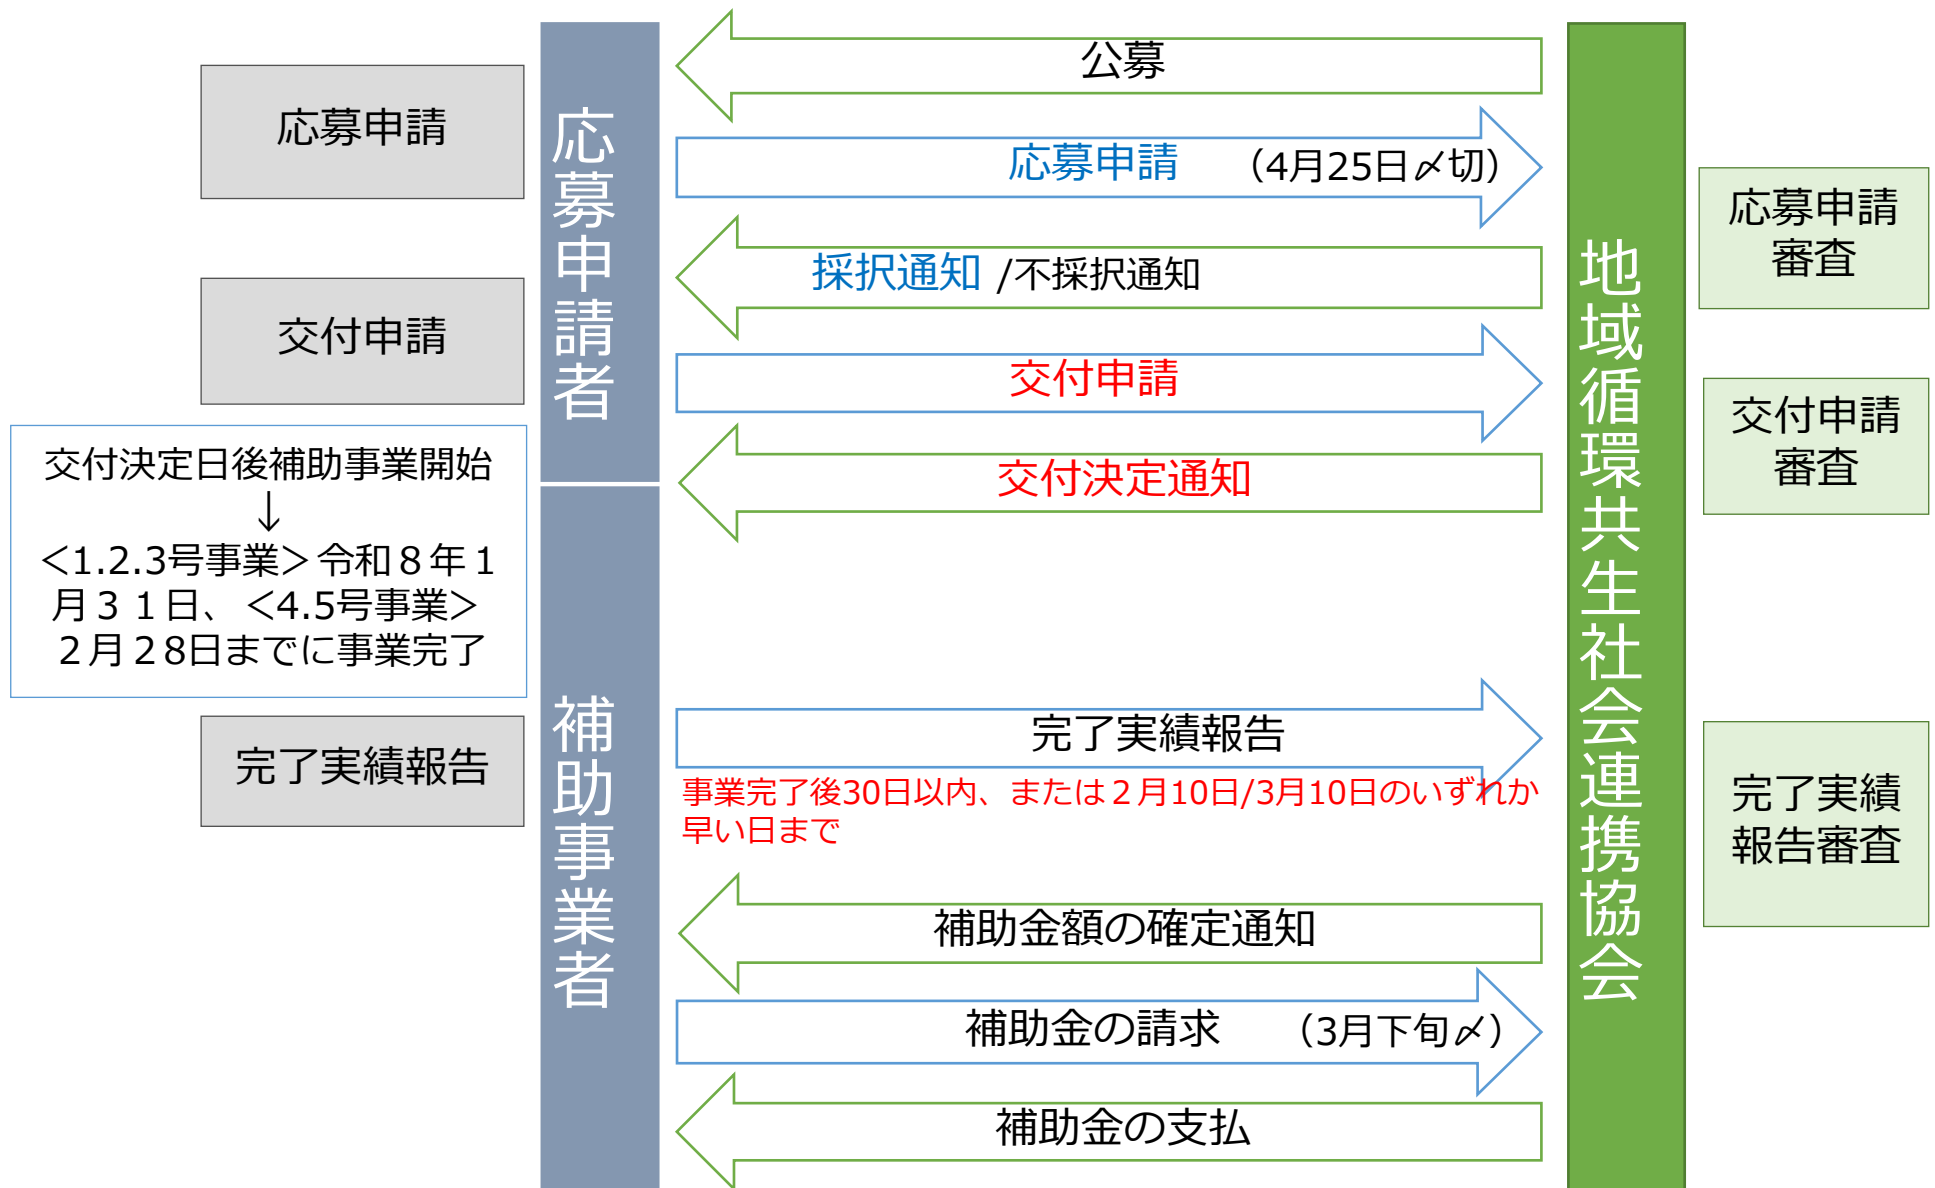 公募
応募申請
応募申請 （4月25日〆切）
応募申請者
応募申請
審査
採択通知 /不採択通知
交付申請
交付申請
交付申請
審査
交付決定通知
交付決定日後補助事業開始
↓
＜1.2.3号事業＞令和８年１
月３１日、＜4.5号事業＞
２月２8日までに事業完了
地域循環共生社会連携協会
補助事業者
完了実績報告
完了実績報告
事業完了後30日以内、または２月10日/3月10日のいずれか
早い日まで
完了実績
報告審査
補助金額の確定通知
補助金の請求 （3月下旬〆）
補助金の支払